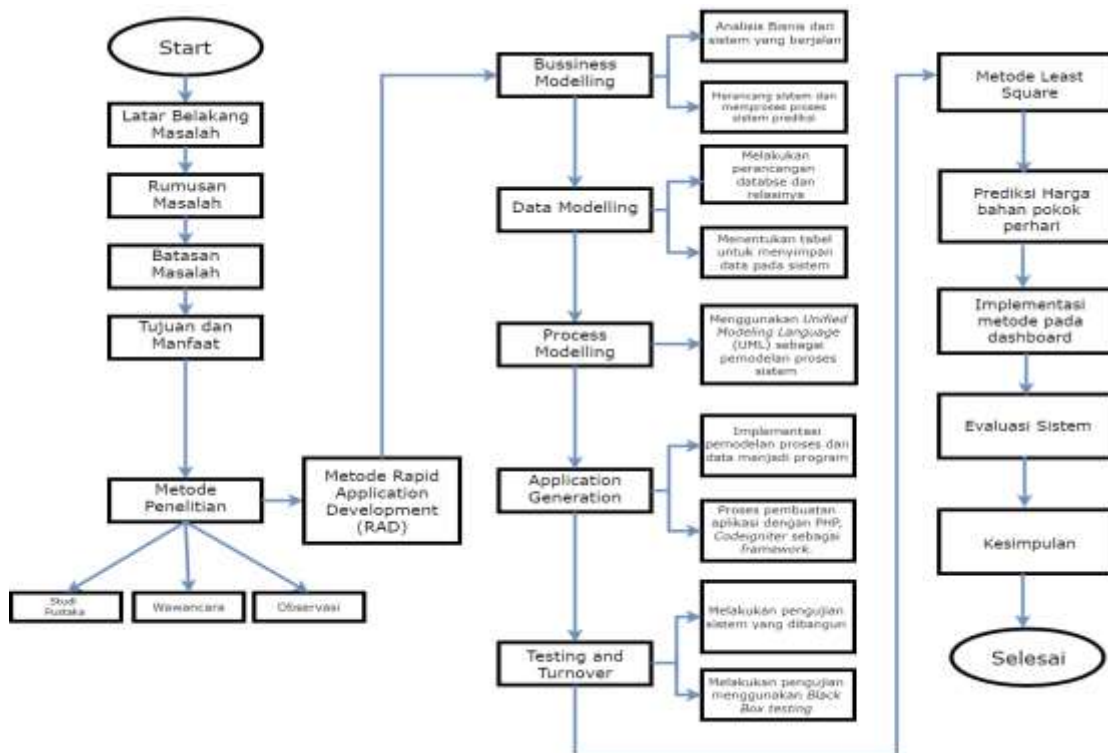 Start
Latar Belakang
Masalah
Rumusan
Masalah
Batasan
Masalah
Tujuan dan
Manfaat
Metode
Penelitian
Studi
Pustaka
Wawancara
Observasi
Metode Rapid
Application
Development
(RAD)
Bussiness
Modelling
Analisis Bisnis dari
sistem yang berjalan
Merancang sistem dan
memproses proses
sistem prediksi
Data Modelling
Melakukan
perancangan
databse dan
relasinya
Menentukan tabel
untuk menyimpan
data pada sistem
Process
Modelling
Menggunakan Unified
Modeling Language
(UML) sebagai
pemodelan proses
sistem
Application
Generation
Implementasi
pemodelan proses dan
data menjadi program
Proses pembuatan
aplikasi dengan PHP,
Codeigniter sebagai
framework.
Testing and
Turnover
Melakukan pengujian
sistem yang dibangun
Melakukan pengujian
menggunakan Black
Box testing
Metode Least
Square
Prediksi Harga
bahan pokok
perhari
Implementasi
metode pada
dashboard
Evaluasi Sistem
Kesimpulan
Selesai